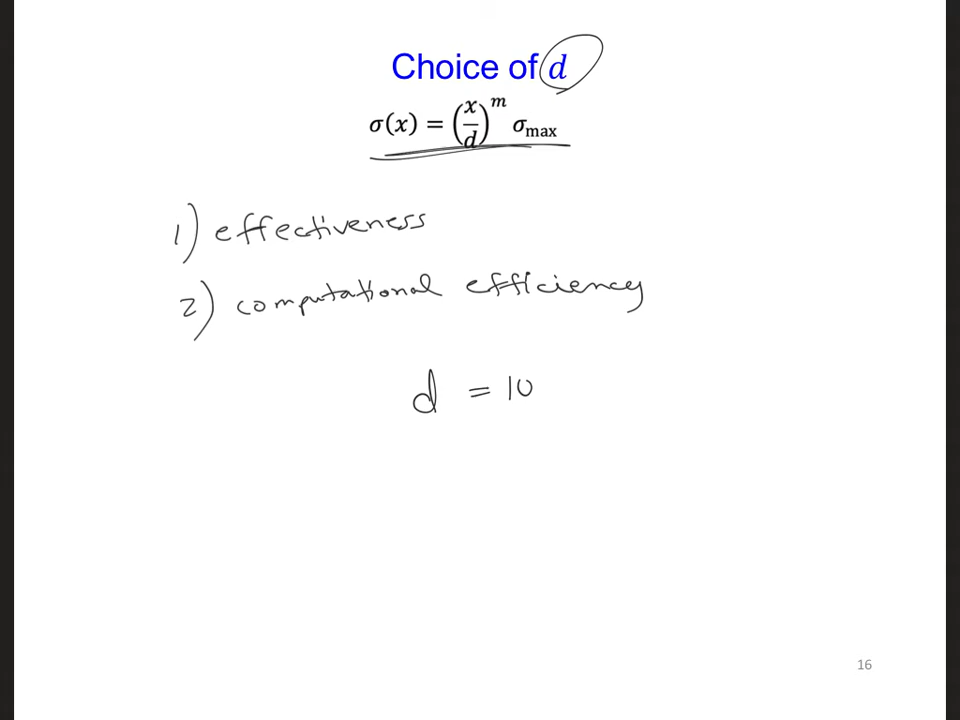 Choice of d
σ(x) = (x/d)^m σ_max
1) effectiveness
2) computational efficiency
d = 10
16